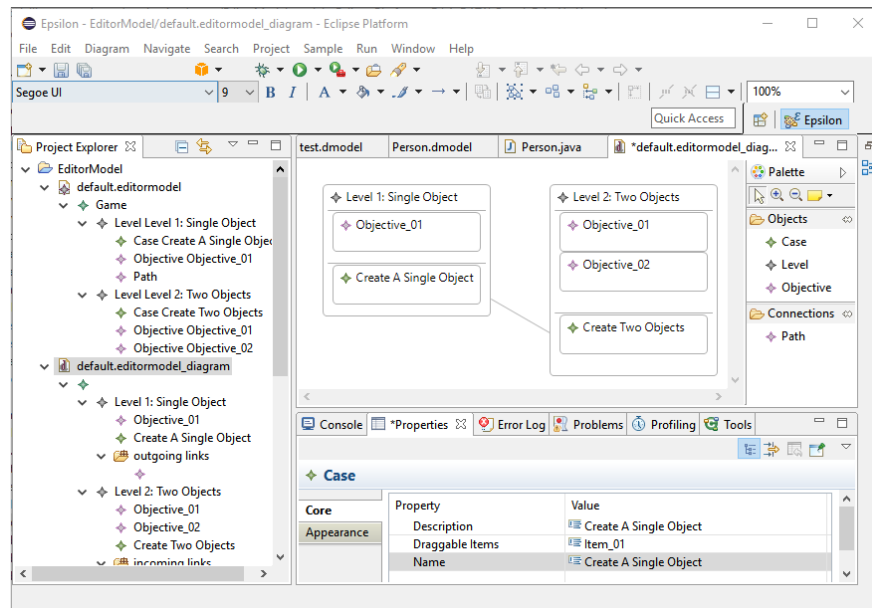 Epsilon - EditorModel/default.editormodel_diagram - Eclipse Platform
File Edit Diagram Navigate Search Project Sample Run Window Help
Segoe UI 9 B I A 100%
Quick Access Epsilon
Project Explorer
EditorModel
default.editormodel
Game
Level Level 1: Single Object
Case Create A Single Objec
Objective Objective_01
Path
Level Level 2: Two Objects
Case Create Two Objects
Objective Objective_01
Objective Objective_02
default.editormodel_diagram
Level 1: Single Object
Objective_01
Create A Single Object
outgoing links
Level 2: Two Objects
Objective_01
Objective_02
Create Two Objects
incoming links
test.dmodel Person.dmodel Person.java *default.editormodel_diag...
Level 1: Single Object
Objective_01
Create A Single Object
Level 2: Two Objects
Objective_01
Objective_02
Create Two Objects
Palette
Objects
Case
Level
Objective
Connections
Path
Console *Properties Error Log Problems Profiling Tools
Case
Core
Appearance
Property Value
Description Create A Single Object
Draggable Items Item_01
Name Create A Single Object